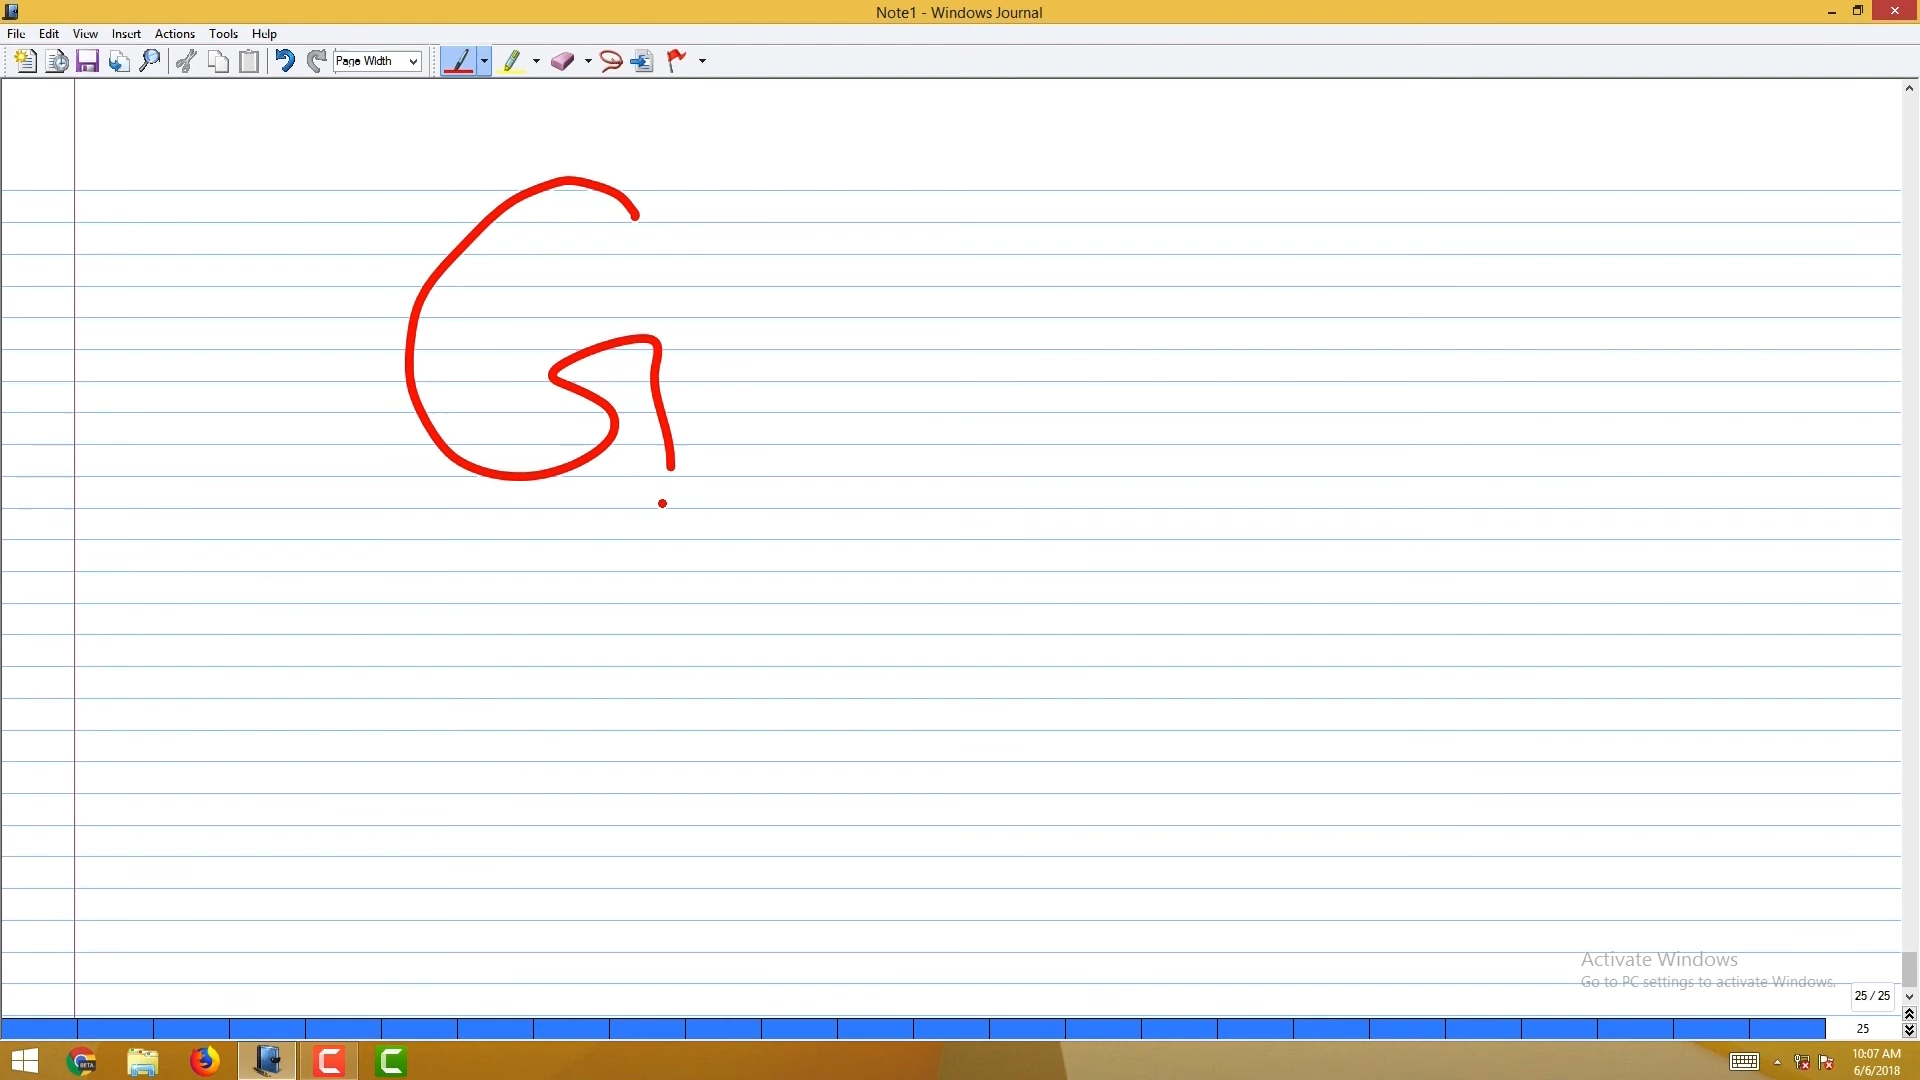 Note1 - Windows Journal
File Edit View Insert Actions Tools Help
Page Width
G
Activate Windows
Go to PC settings to activate Windows.
25 / 25
25
BETA
10:07 AM
6/6/2018